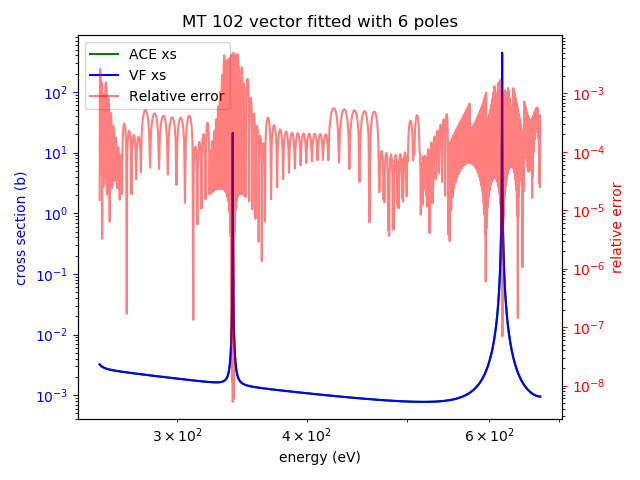 MT 102 vector fitted with 6 poles
ACE xs
VF xs
Relative error
10²
10¹
10⁰
10⁻¹
10⁻²
10⁻³
cross section (b)
10⁻³
10⁻⁴
10⁻⁵
10⁻⁶
10⁻⁷
10⁻⁸
relative error
3 × 10²
4 × 10²
6 × 10²
energy (eV)